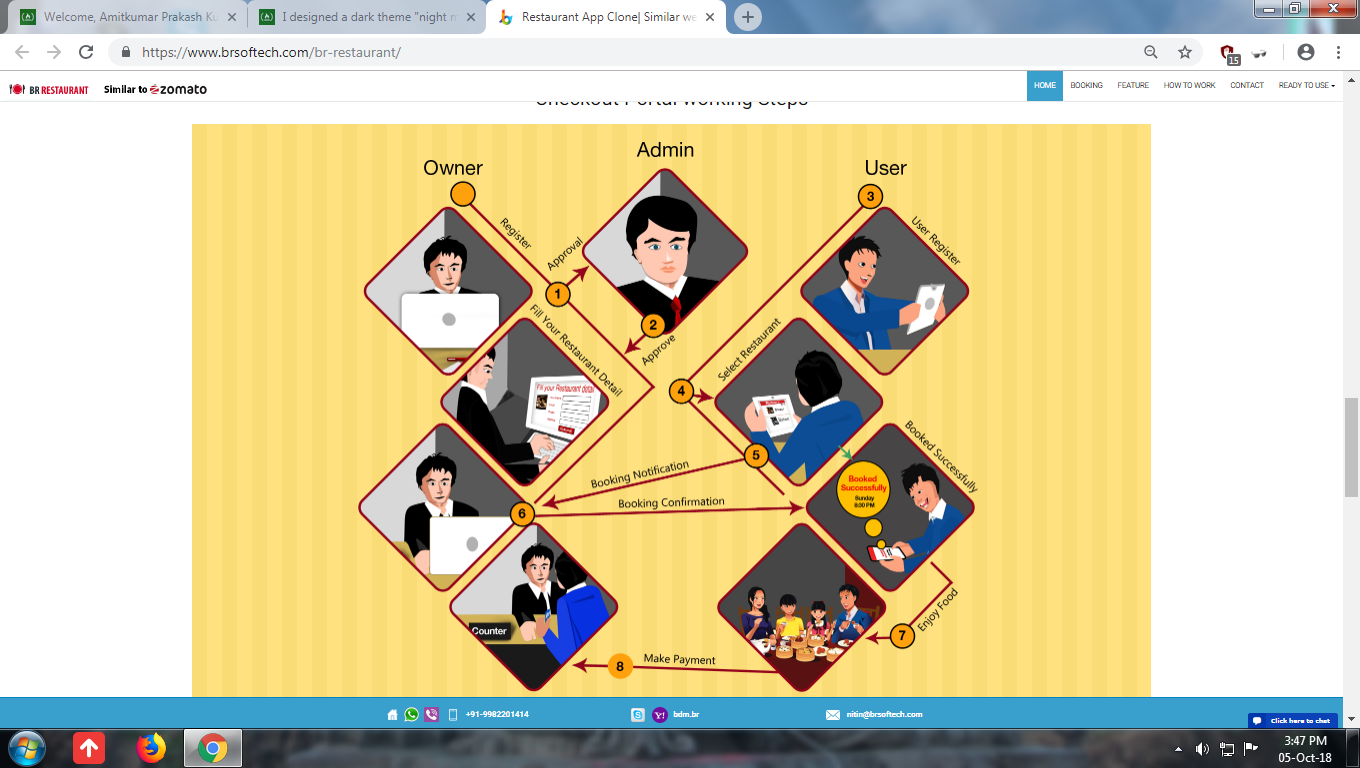 Welcome, Amitkumar Prakash Ku
I designed a dark theme "night m
Restaurant App Clone| Similar we
https://www.brsoftech.com/br-restaurant/
15
BR RESTAURANT
Similar to zomato
HOME
BOOKING
FEATURE
HOW TO WORK
CONTACT
READY TO USE
Checkout Portal Working Steps
Owner
Admin
User
Register
Approval
1
2
Approve
3
User Register
Fill Your Restaurant Detail
Fill your Restaurant detail
4
Select Restaurant
5
Booking Notification
Booking Confirmation
6
Booked Successfully
Booked
Successfully
Sunday
8:00 PM
Enjoy Food
7
Counter
8
Make Payment
+91-9982201414
bdm.br
nitin@brsoftech.com
Click here to chat
3:47 PM
05-Oct-18